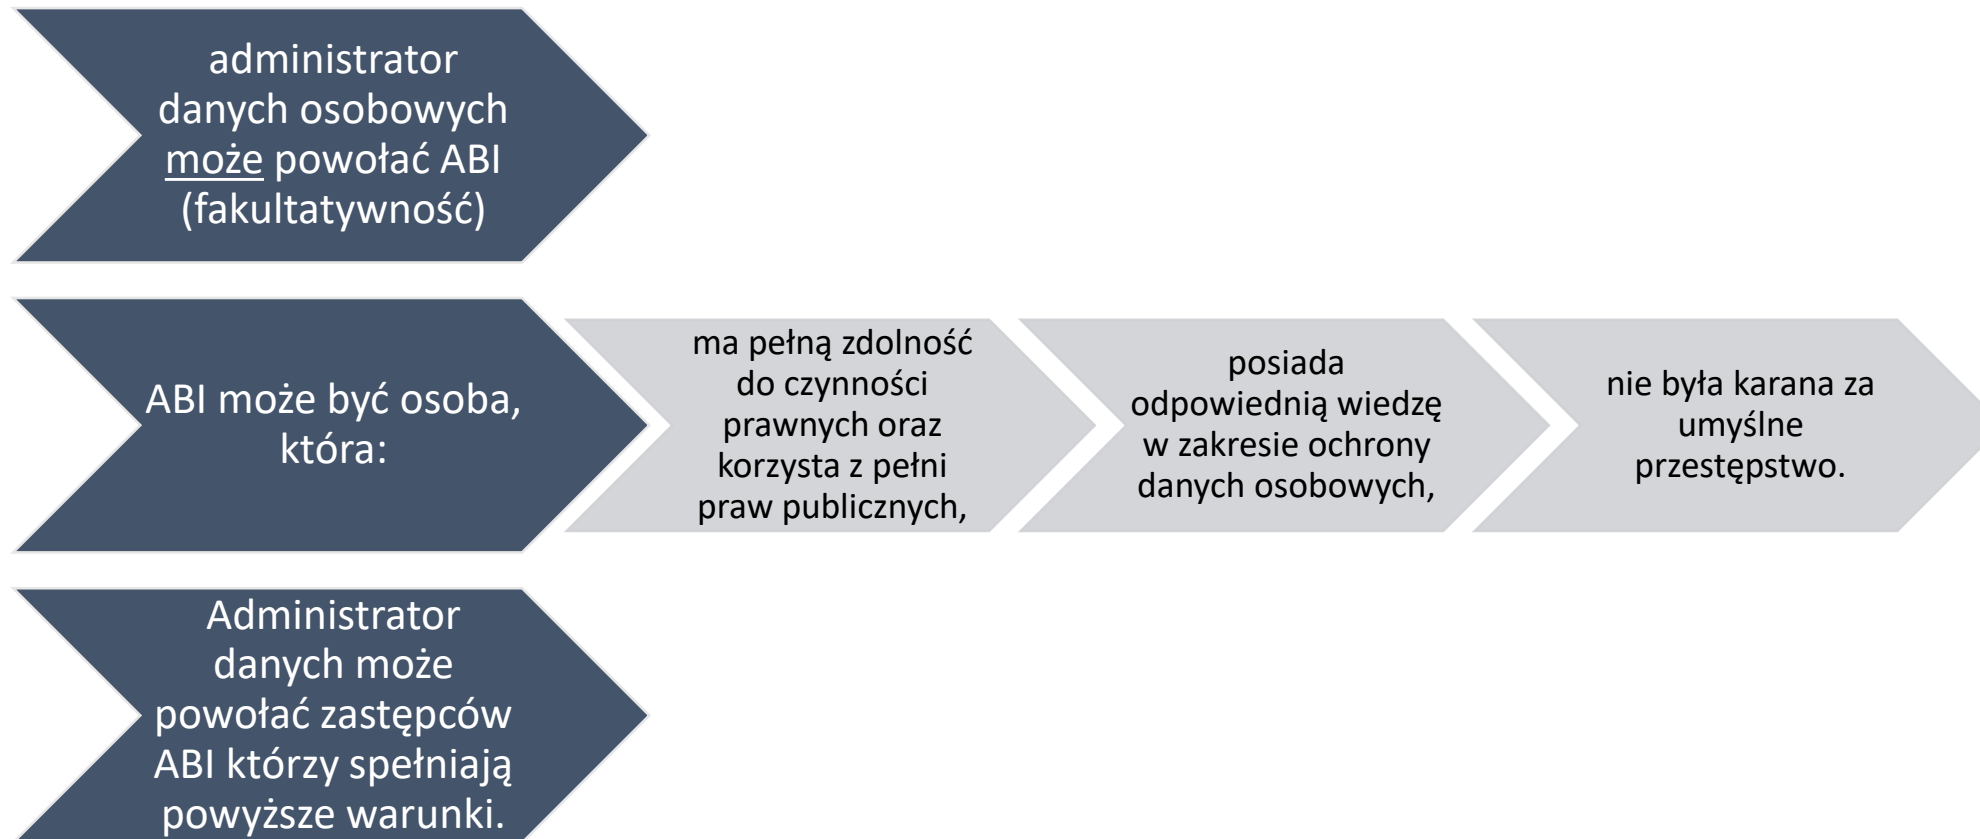 administrator
danych osobowych
może powołać ABI
(fakultatywność)
ABI może być osoba,
która:
ma pełną zdolność
do czynności
prawnych oraz
korzysta z pełni
praw publicznych,
posiada
odpowiednią wiedzę
w zakresie ochrony
danych osobowych,
nie była karana za
umyślne
przestępstwo.
Administrator
danych może
powołać zastępców
ABI którzy spełniają
powyższe warunki.